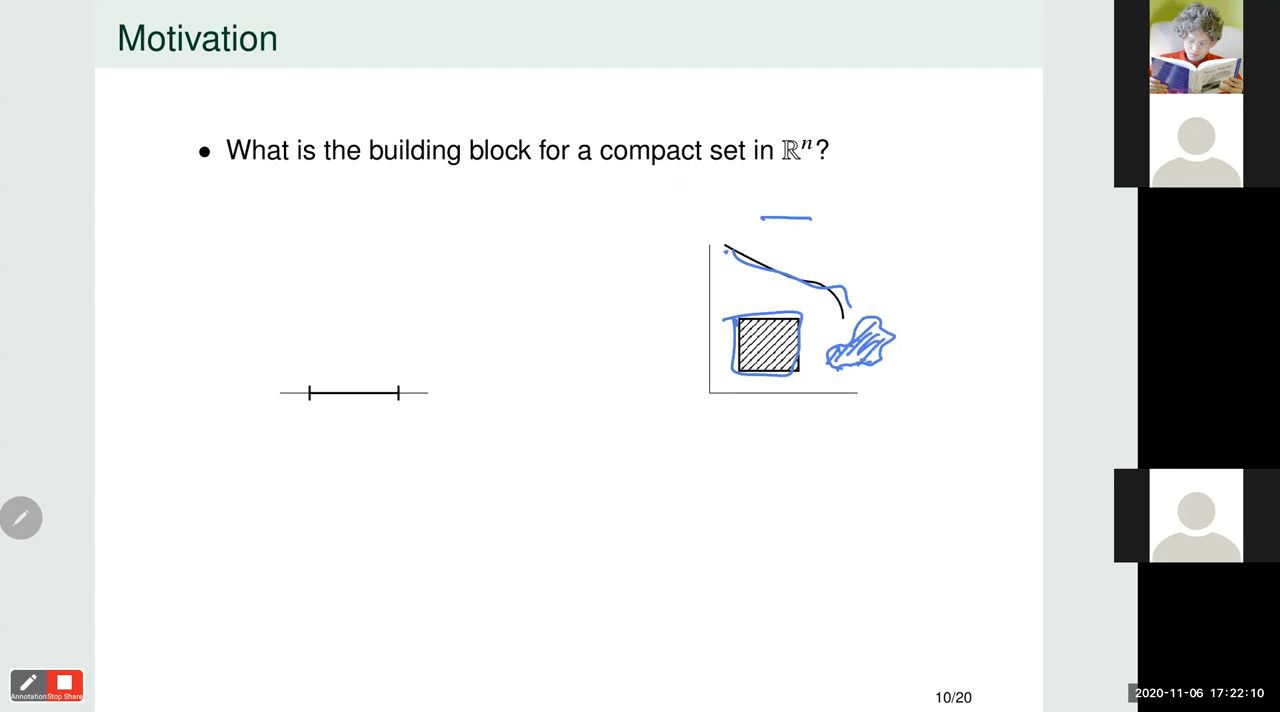 Motivation
• What is the building block for a compact set in ℝⁿ?
Annotation Stop Share
10/20
2020-11-06 17:22:10